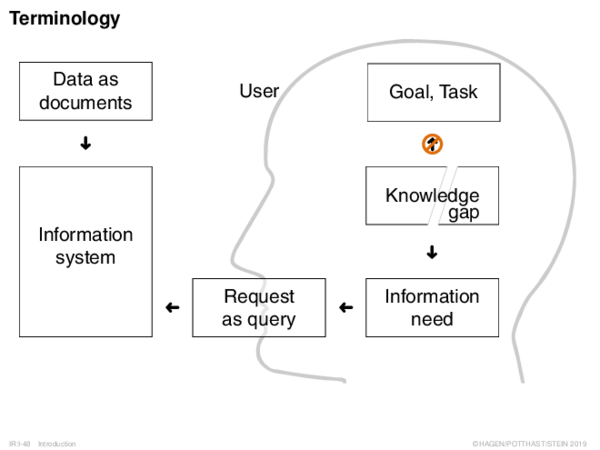 Terminology
Data as
documents
User
Goal, Task
Knowledge
gap
Information
system
Request
as query
Information
need
IR:I-48 Introduction
©HAGEN/POTTHAST/STEIN 2019